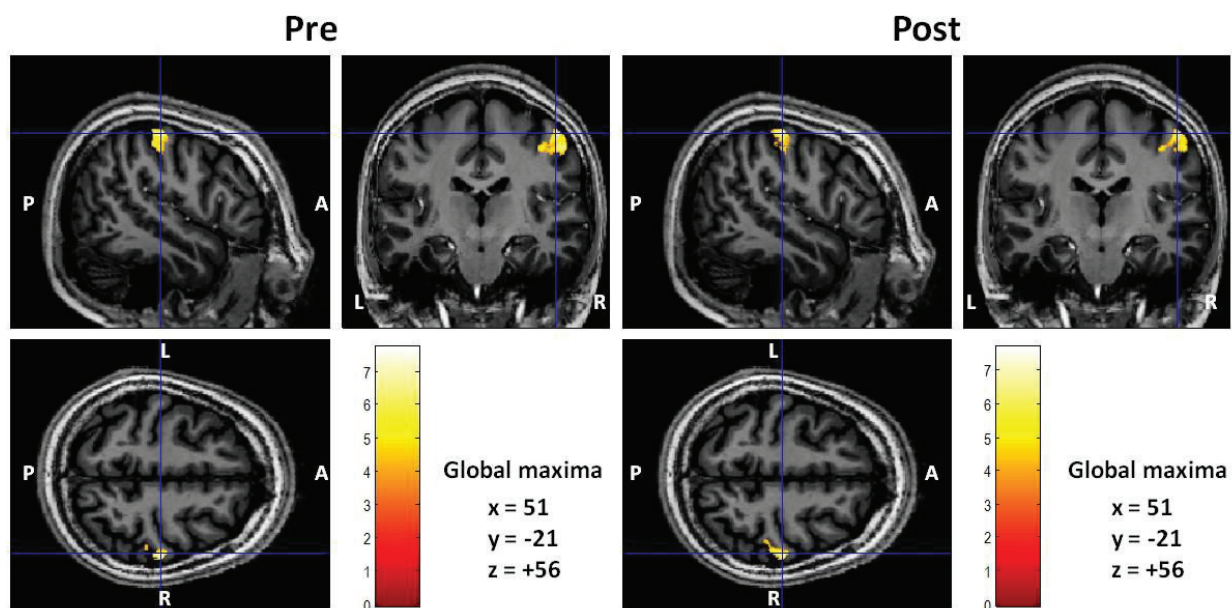 Pre
Post
P
A
L
R
P
A
L
R
L
P
A
R
7
6
5
4
3
2
1
0
Global maxima
x = 51
y = -21
z = +56
L
P
A
R
7
6
5
4
3
2
1
0
Global maxima
x = 51
y = -21
z = +56